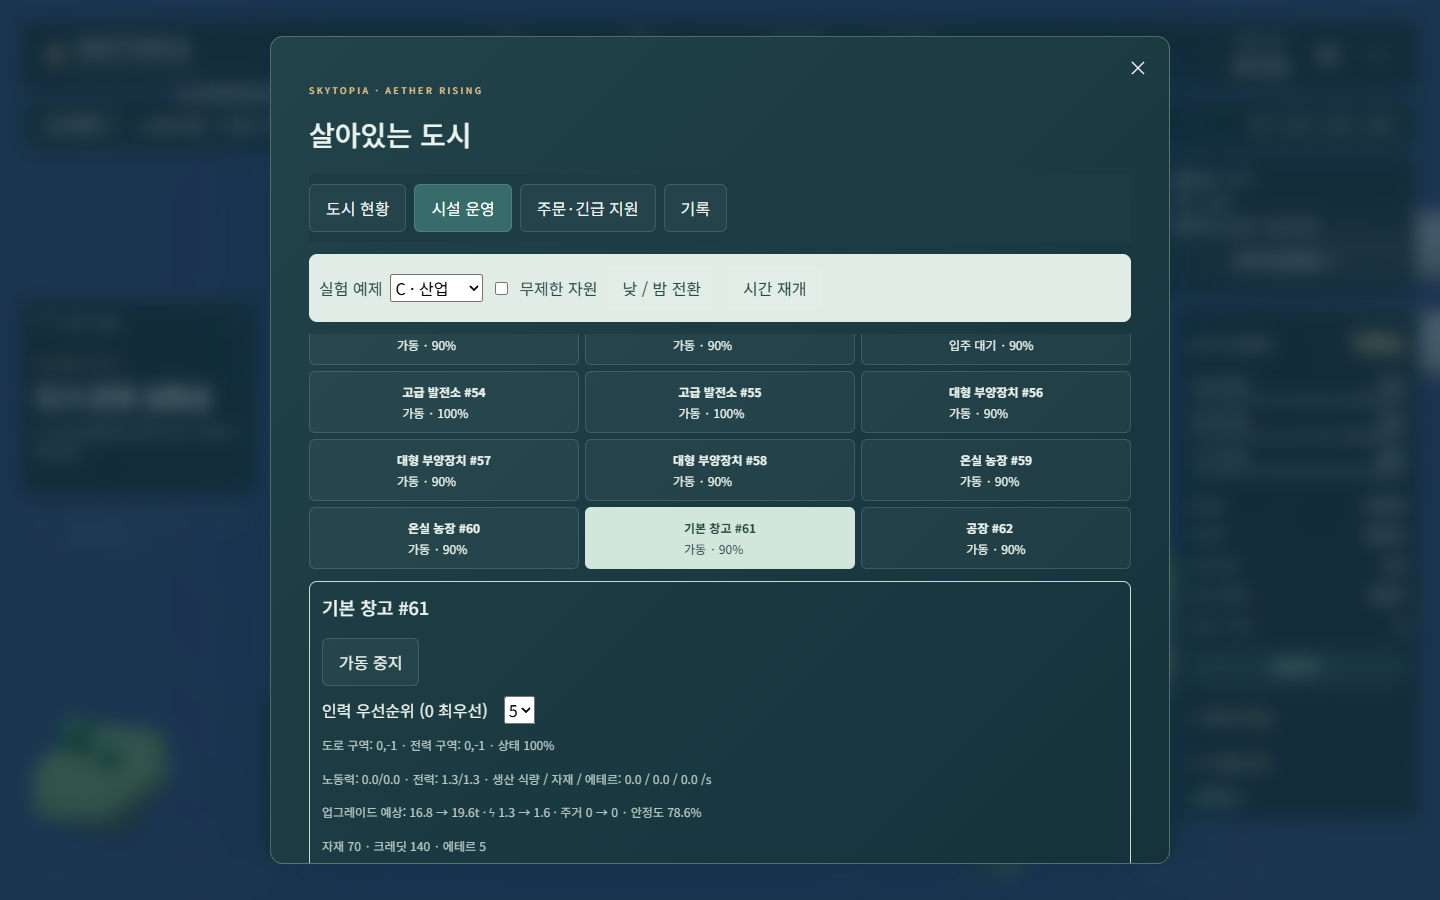 SKYTOPIA · AETHER RISING
살아있는 도시
도시 현황
시설 운영
주문·긴급 지원
기록
실험 예제 C · 산업 무제한 자원 낮 / 밤 전환 시간 재개
가동 · 90%
가동 · 90%
입주 대기 · 90%
고급 발전소 #54
가동 · 100%
고급 발전소 #55
가동 · 100%
대형 부양장치 #56
가동 · 90%
대형 부양장치 #57
가동 · 90%
대형 부양장치 #58
가동 · 90%
온실 농장 #59
가동 · 90%
온실 농장 #60
가동 · 90%
기본 창고 #61
가동 · 90%
공장 #62
가동 · 90%
기본 창고 #61
가동 중지
인력 우선순위 (0 최우선) 5
도로 구역: 0,-1 · 전력 구역: 0,-1 · 상태 100%
노동력: 0.0/0.0 · 전력: 1.3/1.3 · 생산 식량 / 자재 / 에테르: 0.0 / 0.0 / 0.0 /s
업그레이드 예상: 16.8 → 19.6t · ϟ 1.3 → 1.6 · 주거 0 → 0 · 안정도 78.6%
자재 70 · 크레딧 140 · 에테르 5